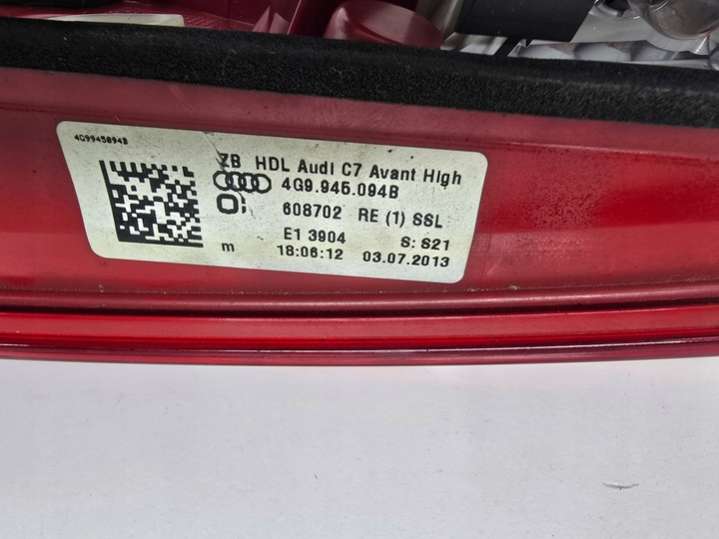 4G9945094B
ZB HDL Audi C7 Avant High
4G9.945.094B
608702 RE (1) SSL
E1 3904 S: S21
m 18:06:12 03.07.2013